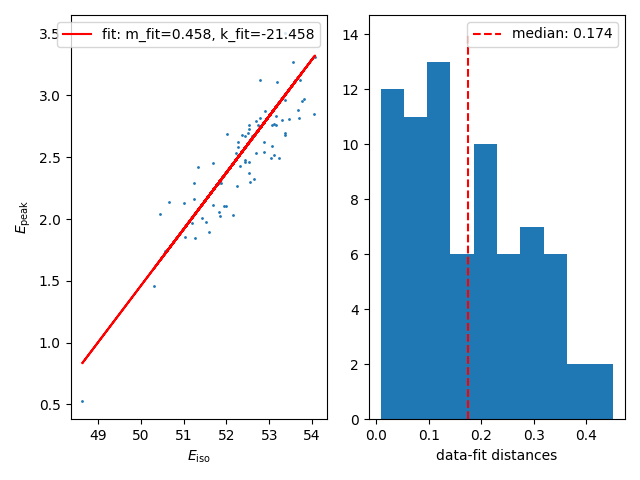 fit: m_fit=0.458, k_fit=-21.458
3.5
3.0
2.5
2.0
1.5
1.0
0.5
E_peak
49 50 51 52 53 54
E_iso
median: 0.174
14
12
10
8
6
4
2
0
0.0 0.1 0.2 0.3 0.4
data-fit distances